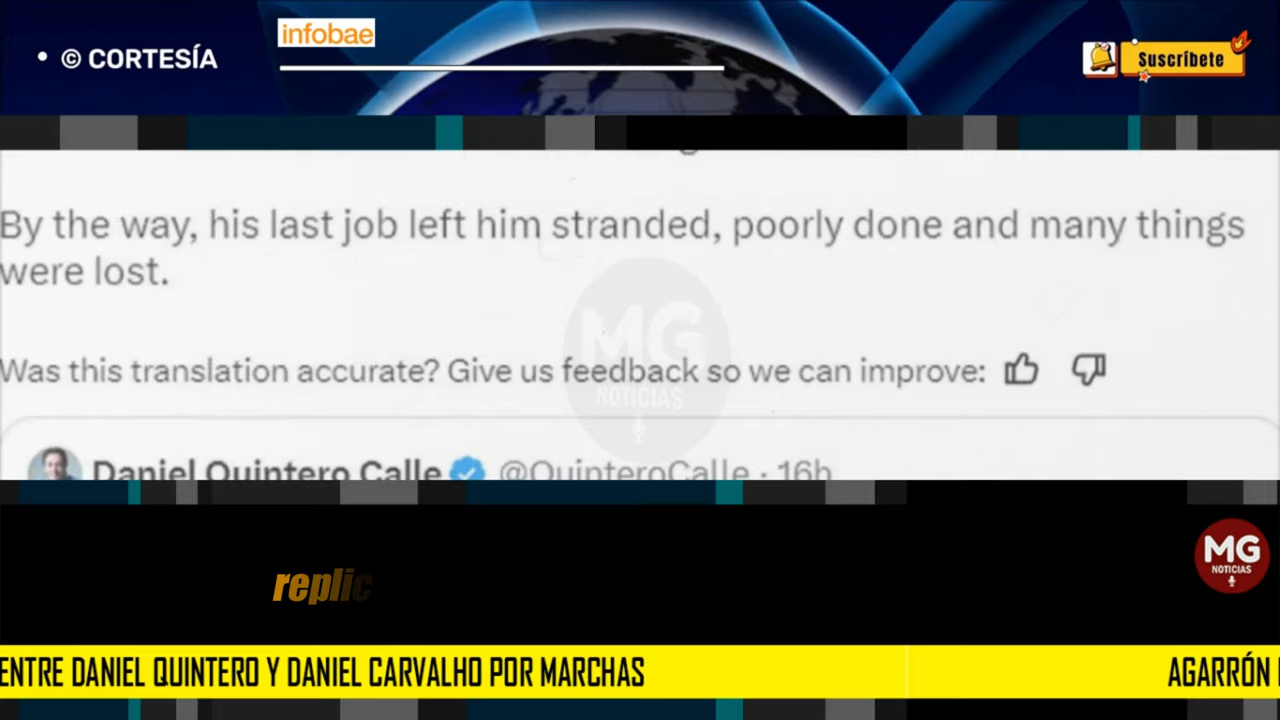 • © CORTESÍA
infobae
Suscríbete
By the way, his last job left him stranded, poorly done and many things
were lost.
Was this translation accurate? Give us feedback so we can improve:
MG
NOTICIAS
Daniel Quintero Calle @QuinteroCalle · 16h
replic
MG
NOTICIAS
ENTRE DANIEL QUINTERO Y DANIEL CARVALHO POR MARCHAS
AGARRÓN